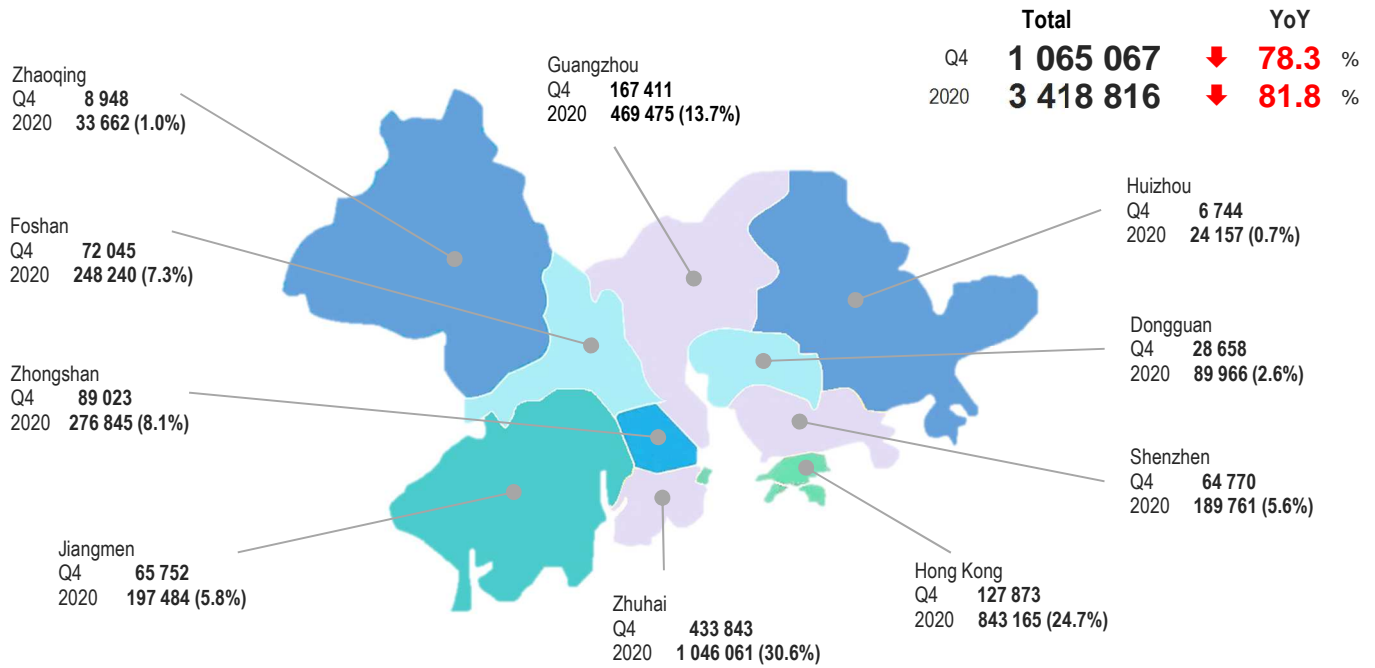 Total YoY
Q4 1 065 067 78.3 %
2020 3 418 816 81.8 %
Zhaoqing
Q4 8 948
2020 33 662 (1.0%)
Guangzhou
Q4 167 411
2020 469 475 (13.7%)
Foshan
Q4 72 045
2020 248 240 (7.3%)
Huizhou
Q4 6 744
2020 24 157 (0.7%)
Zhongshan
Q4 89 023
2020 276 845 (8.1%)
Dongguan
Q4 28 658
2020 89 966 (2.6%)
Shenzhen
Q4 64 770
2020 189 761 (5.6%)
Jiangmen
Q4 65 752
2020 197 484 (5.8%)
Zhuhai
Q4 433 843
2020 1 046 061 (30.6%)
Hong Kong
Q4 127 873
2020 843 165 (24.7%)